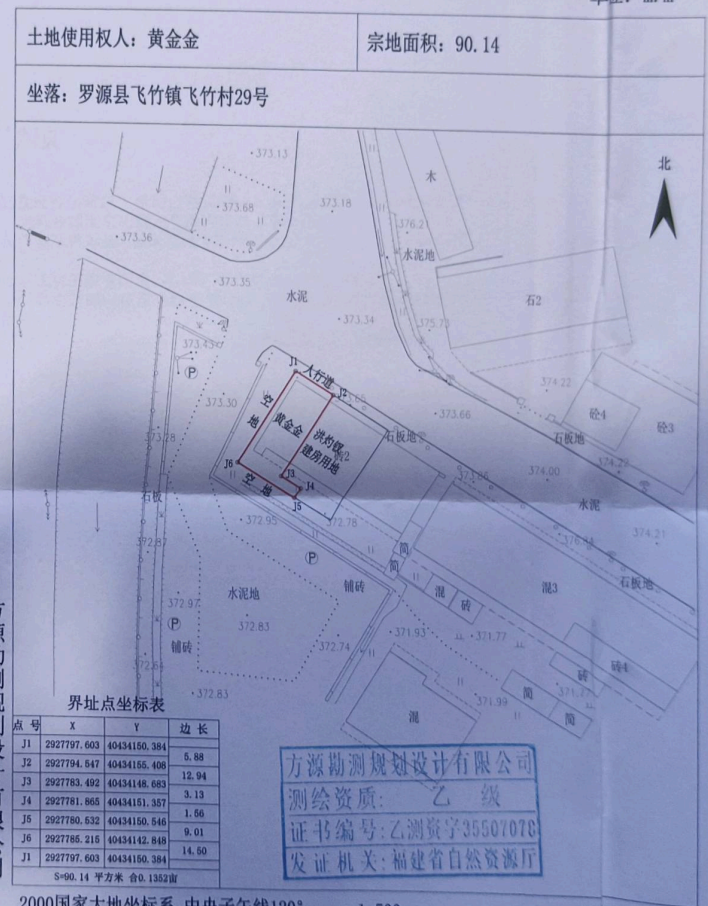 土地使用权人：黄金金
宗地面积：90.14
坐落：罗源县飞竹镇飞竹村29号
北
373.13
木
373.68
373.18
376.21
373.36
水泥地
373.35
水泥
石2
373.34
375.73
373.43
P
J1
人行道
J2
374.22
373.30
空地
黄金金
洪灼钗
建房用地
373.66
砼4
砼3
石板地
石板地
J6
J3
J4
J5
空地
374.00
374.22
石板
372.95
372.78
水泥
374.21
简
简
P
铺砖
混
砖
混3
石板地
水泥地
372.97
372.83
P
铺砖
372.74
371.93
371.77
砖
简
371.99
简
372.83
混
界址点坐标表
点号 X Y 边长
J1 2927797.603 40434150.384
5.88
J2 2927794.547 40434155.408
12.94
J3 2927783.492 40434148.683
3.13
J4 2927781.865 40434151.357
1.56
J5 2927780.532 40434150.546
9.01
J6 2927785.215 40434142.848
14.50
J1 2927797.603 40434150.384
S=90.14 平方米 合0.1352亩
方源勘测规划设计有限公司
测绘资质：乙级
证书编号：乙测资字35507078
发证机关：福建省自然资源厅
2000国家大地坐标系